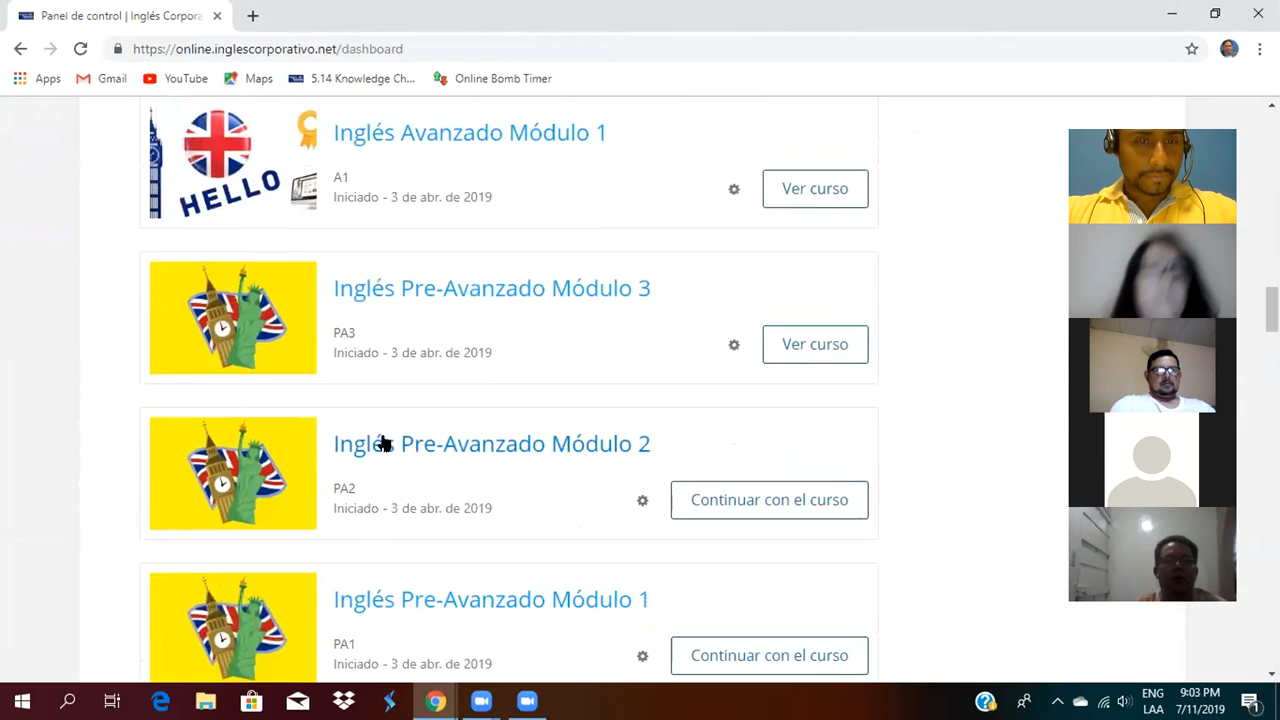 Panel de control | Inglés Corpora
https://online.inglescorporativo.net/dashboard
Apps Gmail YouTube Maps 5.14 Knowledge Ch... Online Bomb Timer
HELLO
Inglés Avanzado Módulo 1
A1
Iniciado - 3 de abr. de 2019
Ver curso
Inglés Pre-Avanzado Módulo 3
PA3
Iniciado - 3 de abr. de 2019
Ver curso
Inglés Pre-Avanzado Módulo 2
PA2
Iniciado - 3 de abr. de 2019
Continuar con el curso
Inglés Pre-Avanzado Módulo 1
PA1
Iniciado - 3 de abr. de 2019
Continuar con el curso
ENG
LAA
9:03 PM
7/11/2019
1